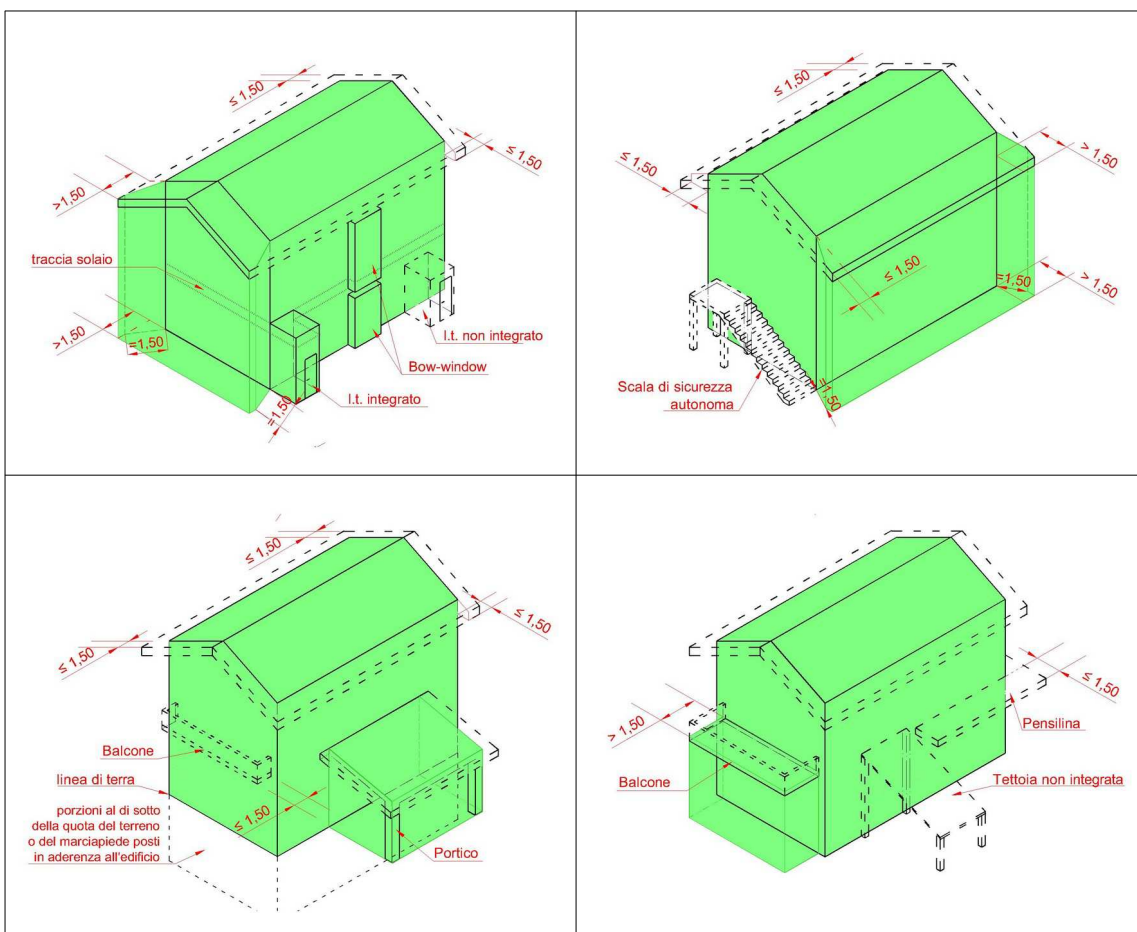 ≤ 1,50
≤ 1,50
>1,50
traccia solaio
>1,50
=1,50
l.t. non integrato
Bow-window
l.t. integrato
=1,50
≤ 1,50
≤ 1,50
> 1,50
≤ 1,50
=1,50
> 1,50
Scala di sicurezza
autonoma
=1,50
≤ 1,50
≤ 1,50
≤ 1,50
Balcone
linea di terra
≤ 1,50
porzioni al di sotto
della quota del terreno
o del marciapiede posti
in aderenza all'edificio
Portico
≤ 1,50
> 1,50
Pensilina
Balcone
Tettoia non integrata